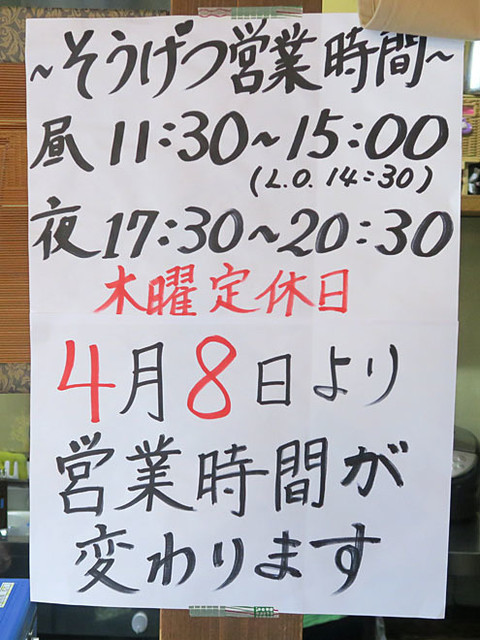 ~そうげつ営業時間~
昼 11:30~15:00
(L.O. 14:30)
夜 17:30~20:30
木曜定休日
4月8日より
営業時間が
変わります